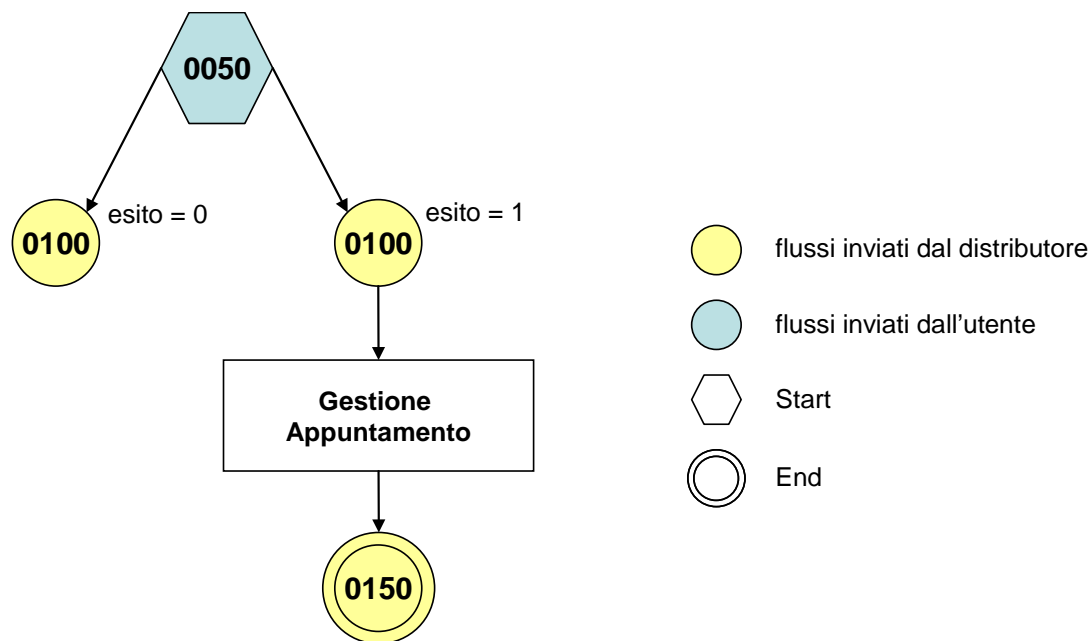 0050
esito = 0
esito = 1
0100
0100
flussi inviati dal distributore
flussi inviati dall'utente
Gestione
Appuntamento
Start
End
0150